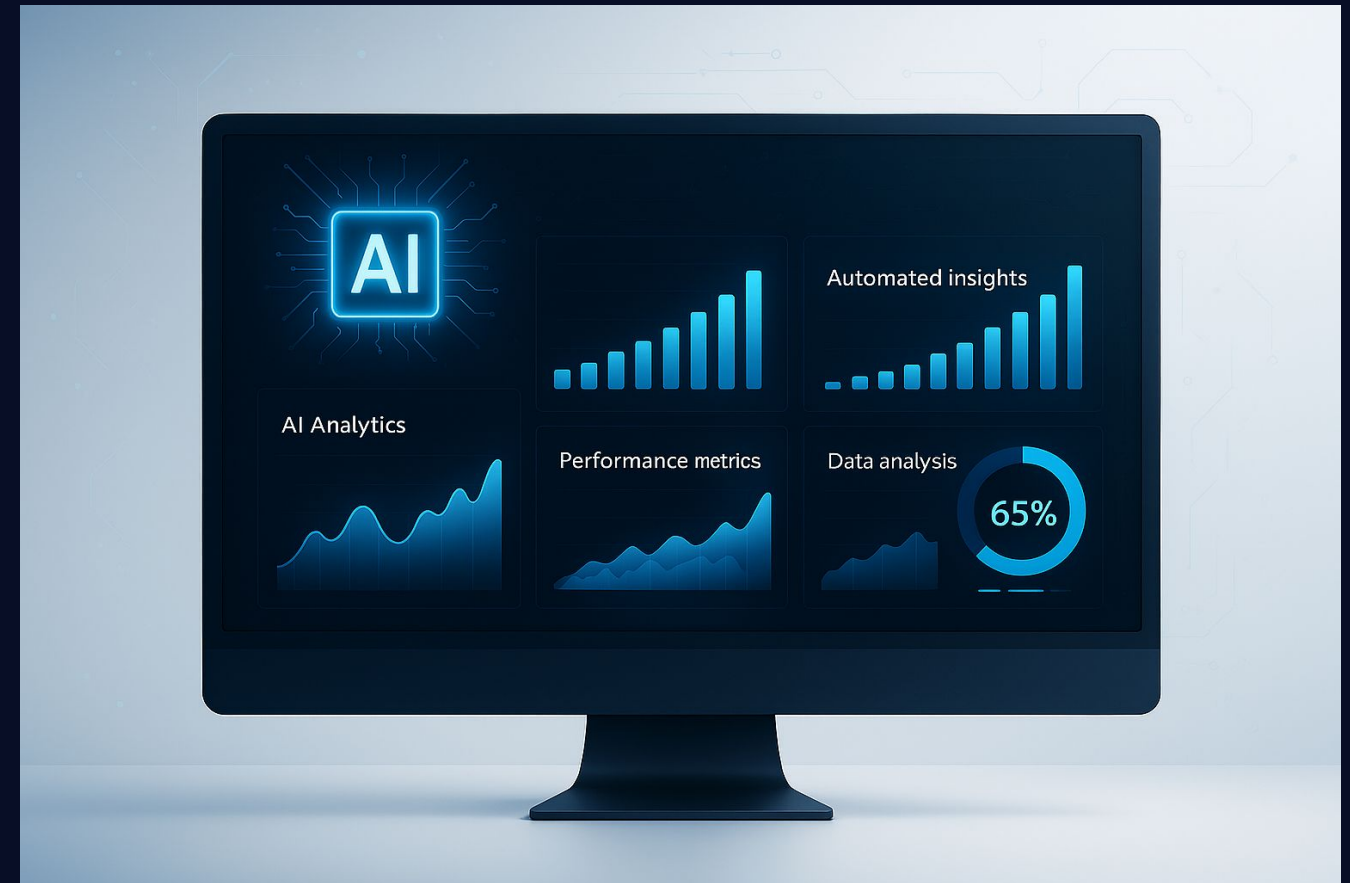 AI
Automated insights
AI Analytics
Performance metrics
Data analysis
65%